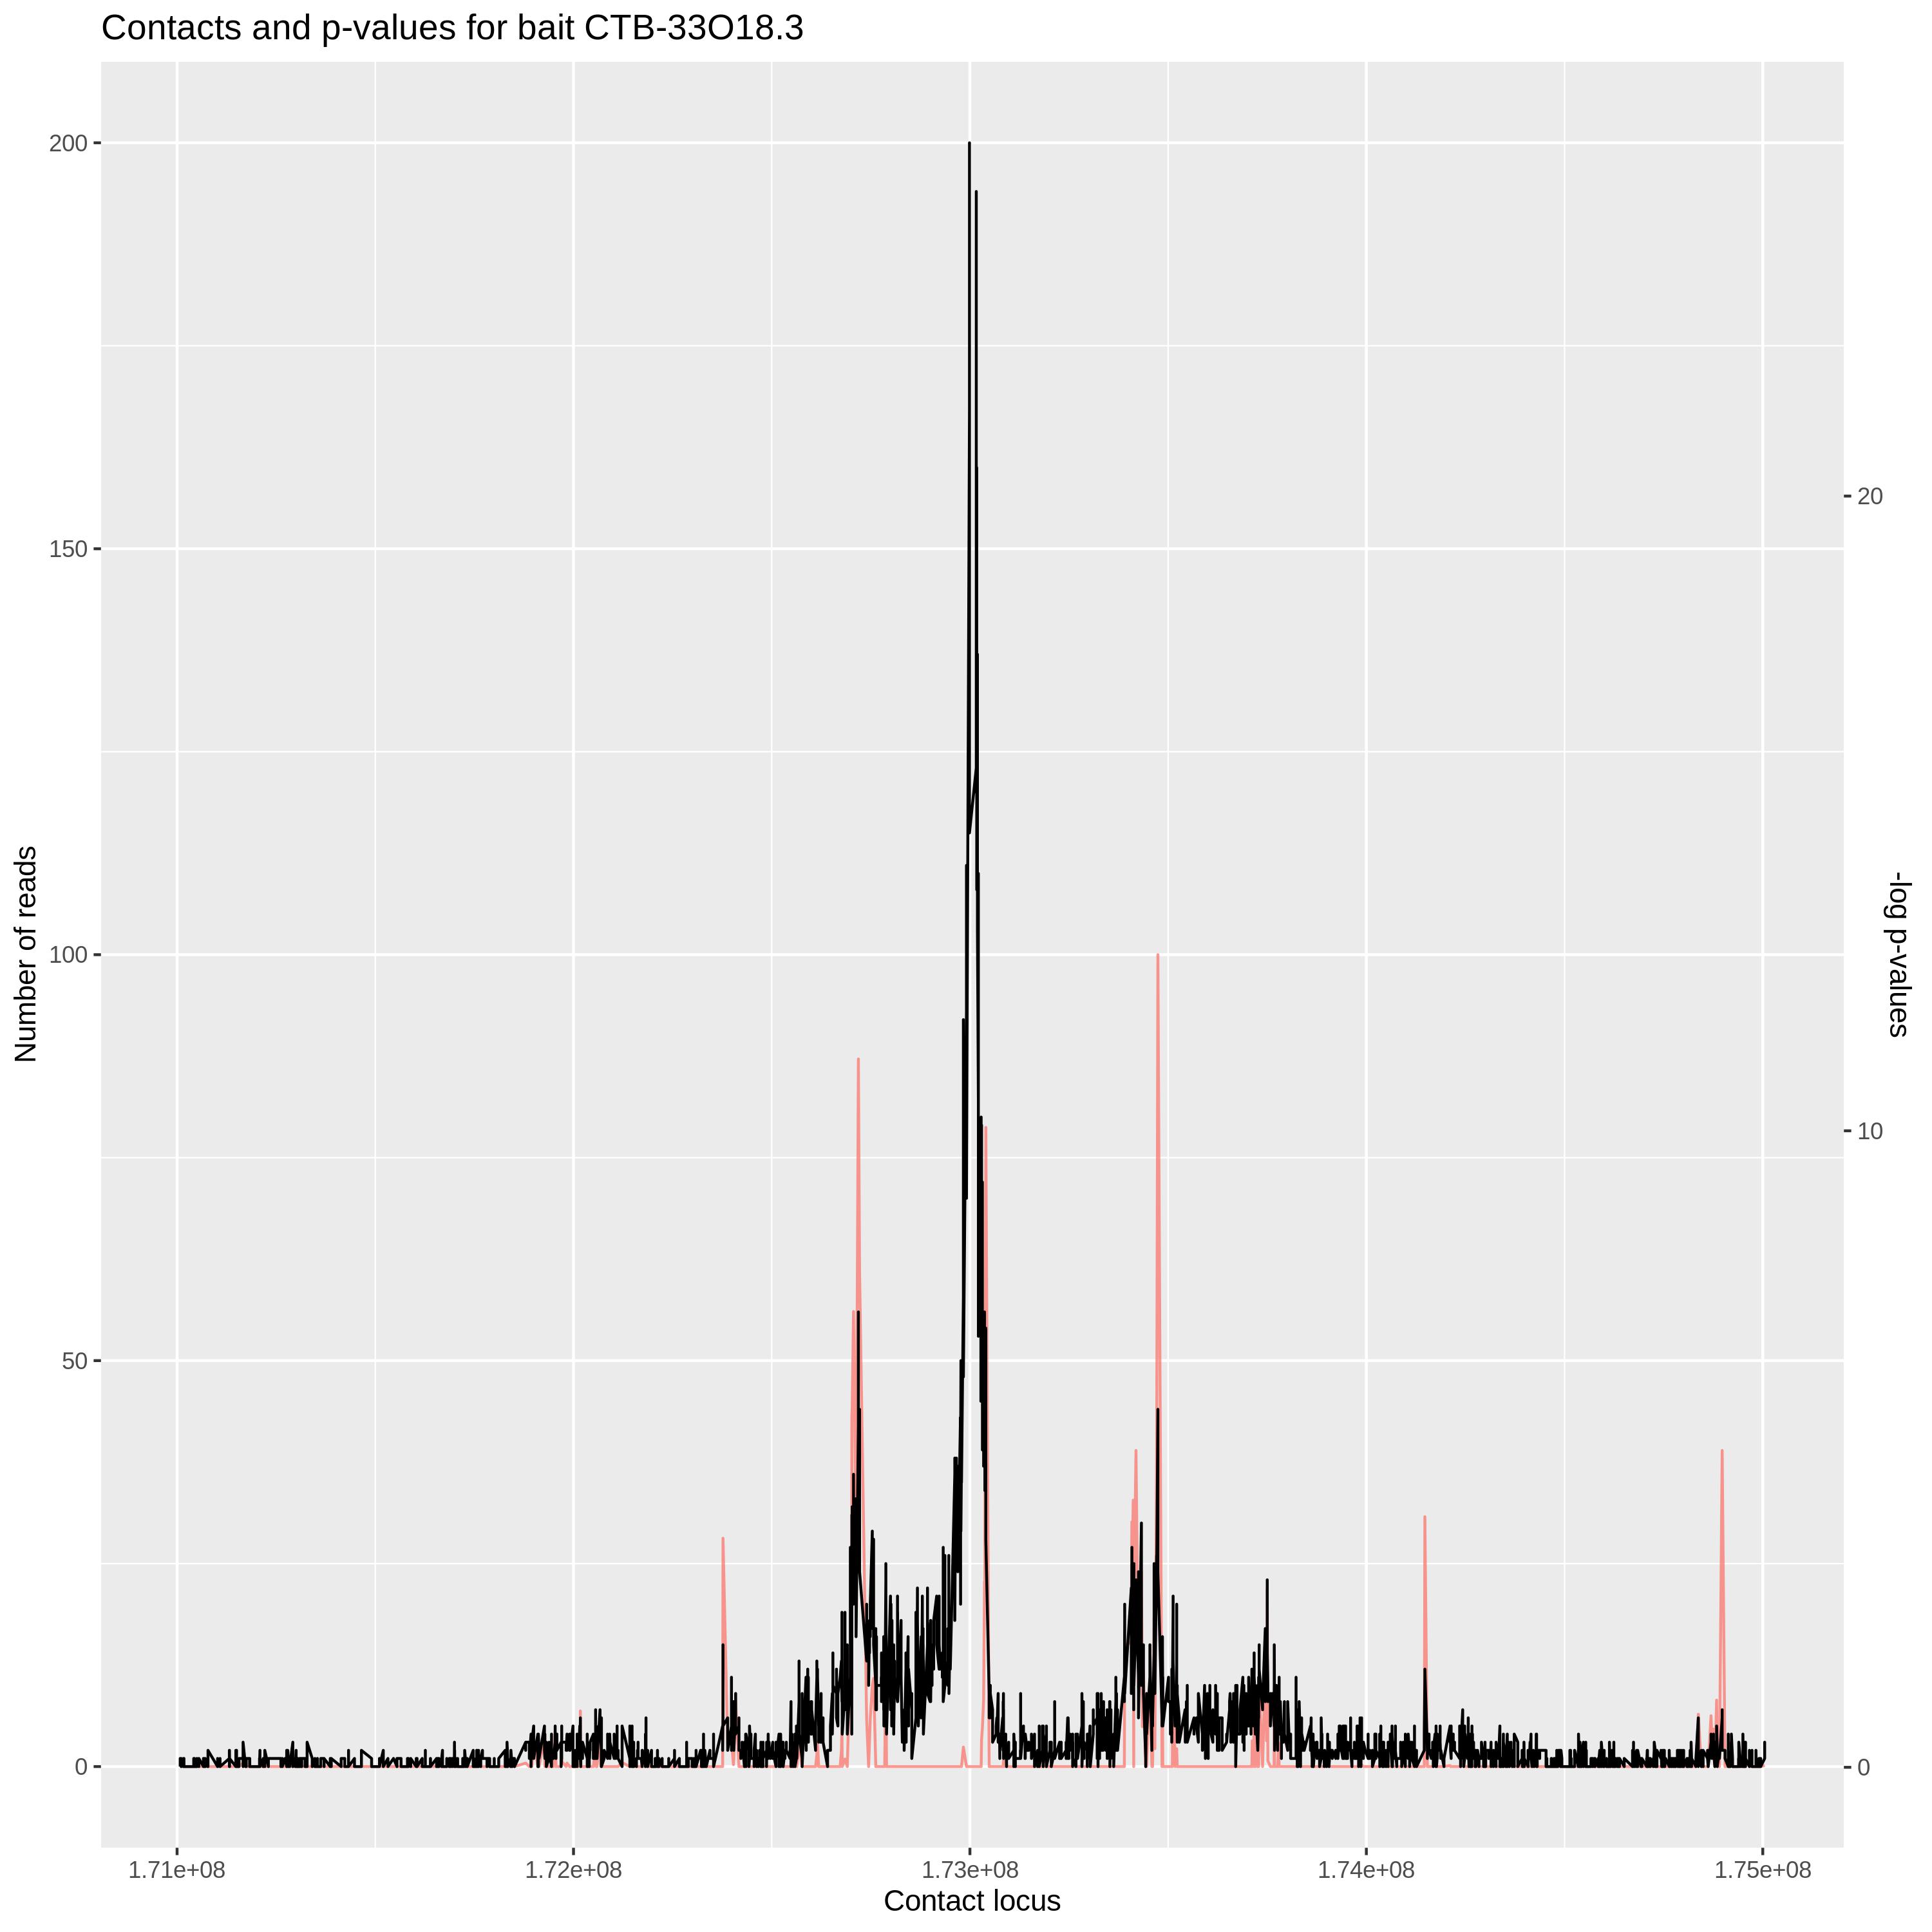 Contacts and p-values for bait CTB-33O18.3
200
150
100
50
0
Number of reads
20
10
0
-log p-values
1.71e+08
1.72e+08
1.73e+08
1.74e+08
1.75e+08
Contact locus